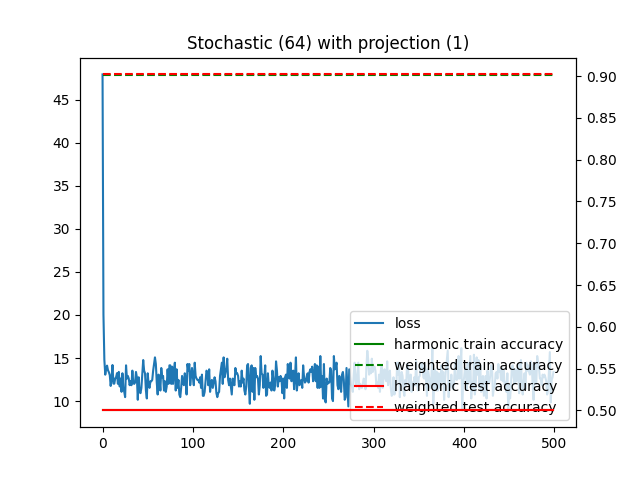 Stochastic (64) with projection (1)
45
40
35
30
25
20
15
10
0.90
0.85
0.80
0.75
0.70
0.65
0.60
0.55
0.50
loss
harmonic train accuracy
weighted train accuracy
harmonic test accuracy
weighted test accuracy
0 100 200 300 400 500